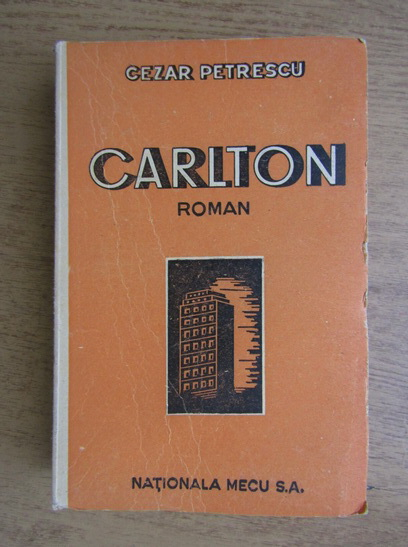 CEZAR PETRESCU
CARLTON
ROMAN
NAȚIONALA MECU S.A.